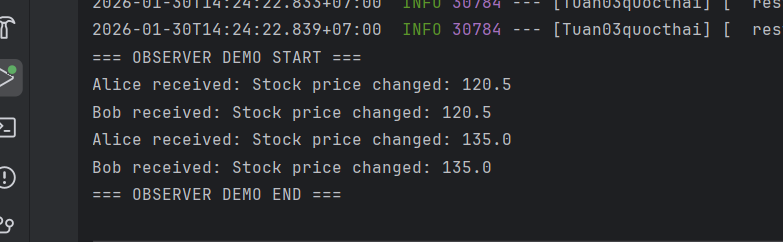 2026-01-30T14:24:22.833+07:00  INFO 30784 --- [Tuan03quocthai] [  res
2026-01-30T14:24:22.839+07:00  INFO 30784 --- [Tuan03quocthai] [  res
=== OBSERVER DEMO START ===
Alice received: Stock price changed: 120.5
Bob received: Stock price changed: 120.5
Alice received: Stock price changed: 135.0
Bob received: Stock price changed: 135.0
=== OBSERVER DEMO END ===